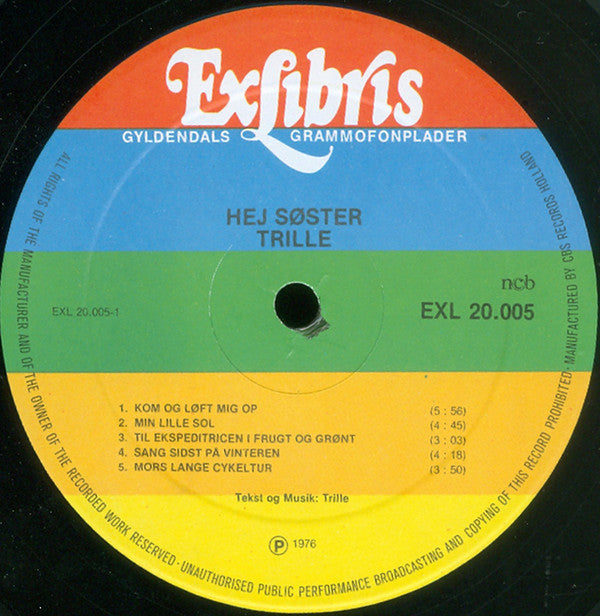 ExLibris
GYLDENDALS GRAMMOFONPLADER
HEJ SØSTER
TRILLE
ncb
EXL 20.005-1
EXL 20.005
1. KOM OG LØFT MIG OP (5 : 56)
2. MIN LILLE SOL (4 : 45)
3. TIL EKSPEDITRICEN I FRUGT OG GRØNT (3 : 03)
4. SANG SIDST PÅ VINTEREN (4 : 18)
5. MORS LANGE CYKELTUR (3 : 50)
Tekst og Musik: Trille
P 1976
ALL RIGHTS OF THE MANUFACTURER AND OF THE OWNER OF THE RECORDED WORK RESERVED · UNAUTHORISED PUBLIC PERFORMANCE BROADCASTING AND COPYING OF THIS RECORD PROHIBITED · MANUFACTURED BY CBS RECORDS HOLLAND